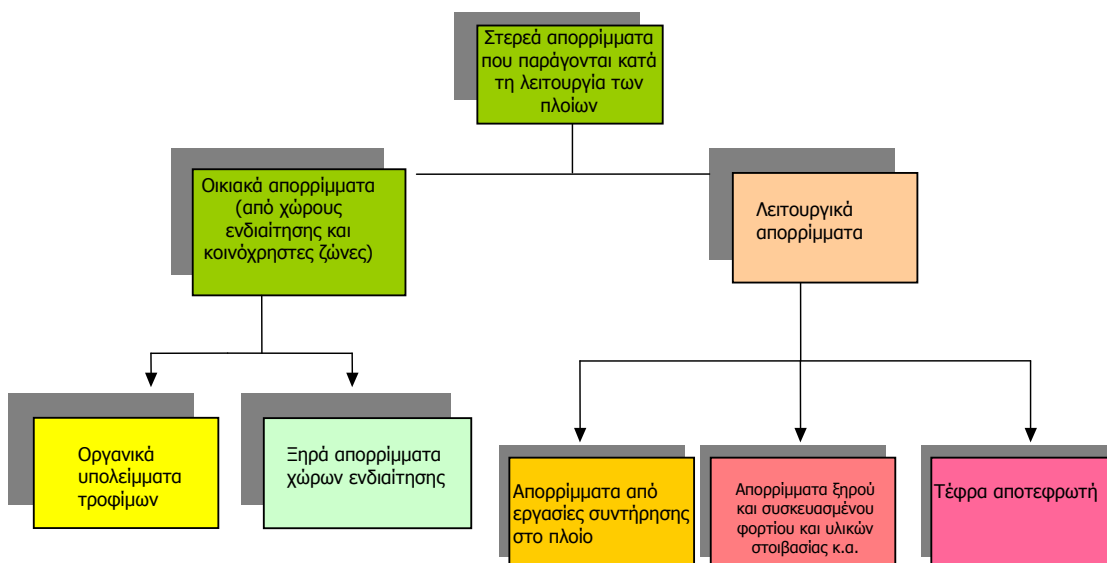 Στερεά απορρίμματα
που παράγονται κατά
τη λειτουργία των
πλοίων
Οικιακά απορρίμματα
(από χώρους
ενδιαίτησης και
κοινόχρηστες ζώνες)
Λειτουργικά
απορρίμματα
Οργανικά
υπολείμματα
τροφίμων
Ξηρά απορρίμματα
χώρων ενδιαίτησης
Απορρίμματα από
εργασίες συντήρησης
στο πλοίο
Απορρίμματα ξηρού
και συσκευασμένου
φορτίου και υλικών
στοιβασίας κ.α.
Τέφρα αποτεφρωτή